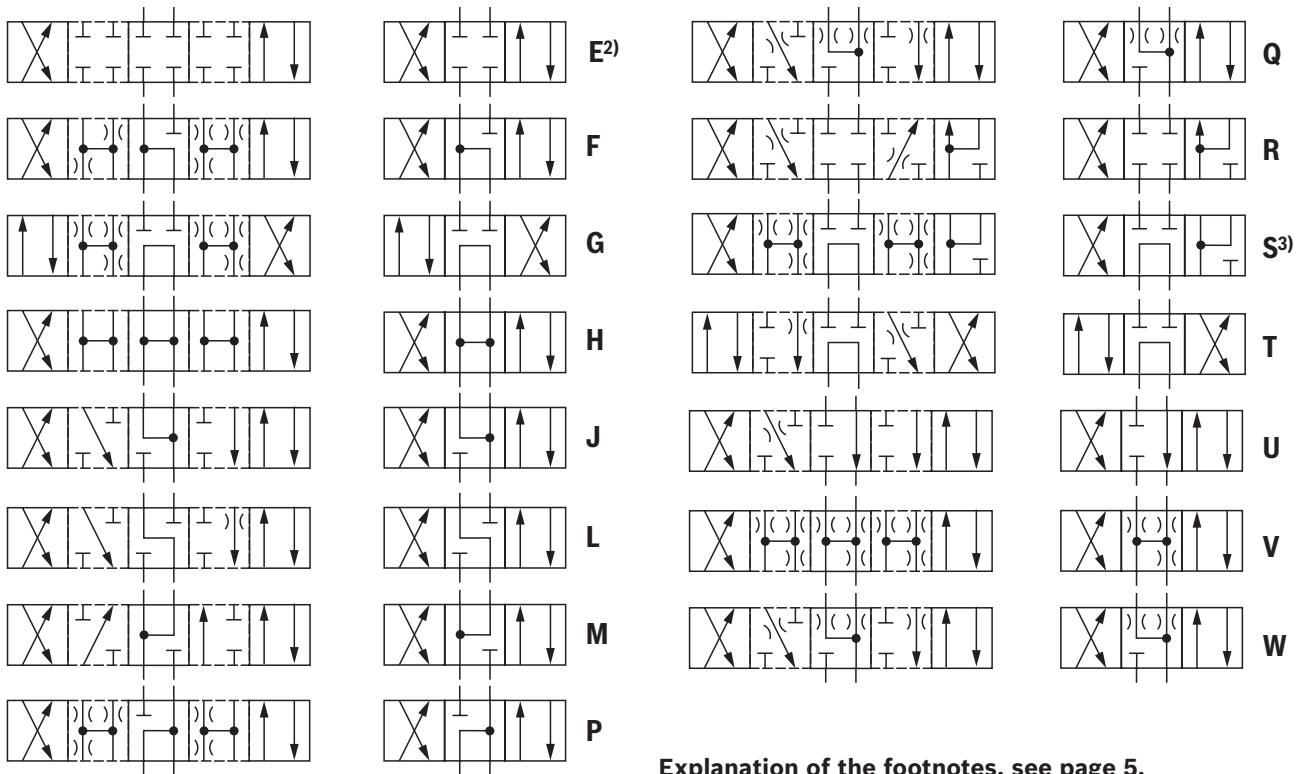 E2)
F
G
H
J
L
M
P
Q
R
S3)
T
U
V
W
Explanation of the footnotes, see page 5.